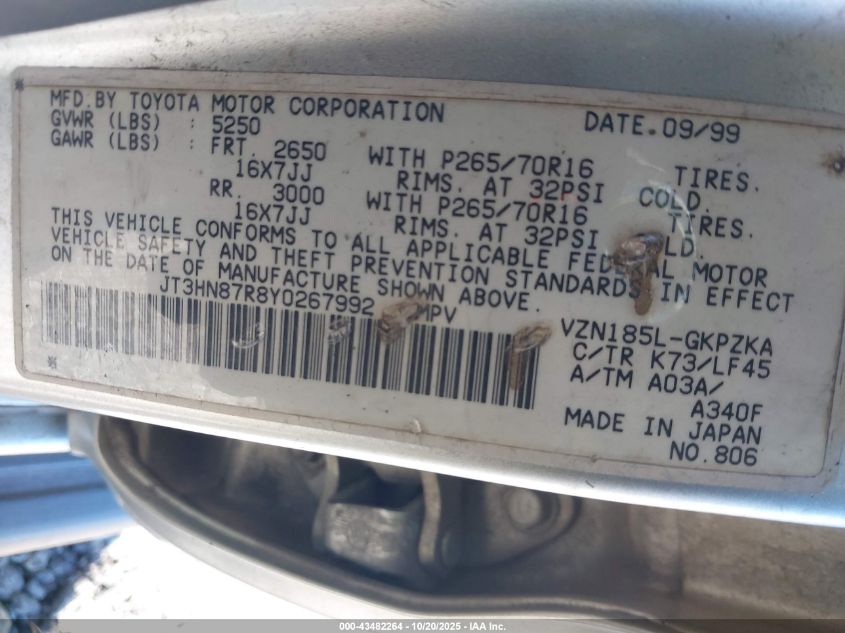 MFD.BY TOYOTA MOTOR CORPORATION DATE.09/99
GVWR (LBS) : 5250
GAWR (LBS) : FRT. 2650 WITH P265/70R16 TIRES.
16X7JJ RIMS. AT 32PSI COLD.
RR. 3000 WITH P265/70R16
16X7JJ RIMS. AT 32PSI
THIS VEHICLE CONFORMS TO ALL APPLICABLE MOTOR
VEHICLE SAFETY AND THEFT PREVENTION STANDARDS IN EFFECT
ON THE DATE OF MANUFACTURE SHOWN ABOVE.
JT3HN87R8Y0267992 MPV
VZN185L-GKPZKA
C/TR K73/LF45
A/TM A03A/
A340F
MADE IN JAPAN
NO.806
000-43482264 - 10/20/2025 - IAA Inc.